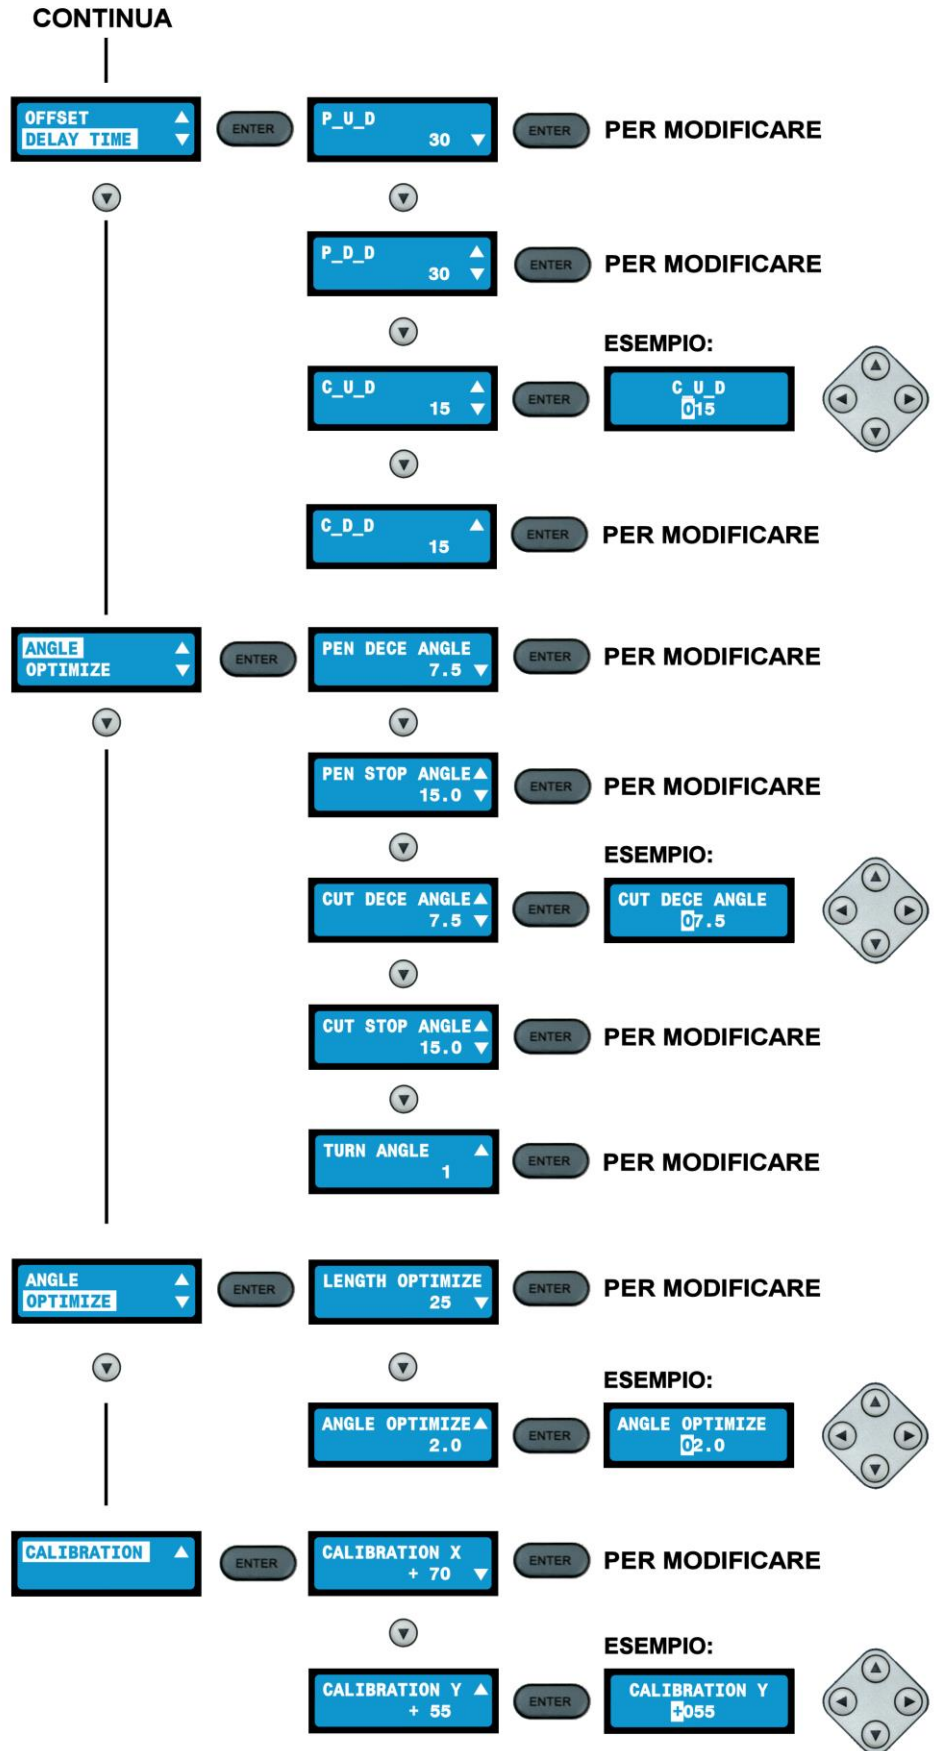 CONTINUA
OFFSET
DELAY TIME
ENTER
P_U_D
30
ENTER
PER MODIFICARE
P_D_D
30
ENTER
PER MODIFICARE
ESEMPIO:
C_U_D
15
ENTER
C_U_D
015
C_D_D
15
ENTER
PER MODIFICARE
ANGLE
OPTIMIZE
ENTER
PEN DECE ANGLE
7.5
ENTER
PER MODIFICARE
PEN STOP ANGLE
15.0
ENTER
PER MODIFICARE
ESEMPIO:
CUT DECE ANGLE
7.5
ENTER
CUT DECE ANGLE
07.5
CUT STOP ANGLE
15.0
ENTER
PER MODIFICARE
TURN ANGLE
1
ENTER
PER MODIFICARE
ANGLE
OPTIMIZE
ENTER
LENGTH OPTIMIZE
25
ENTER
PER MODIFICARE
ESEMPIO:
ANGLE OPTIMIZE
2.0
ENTER
ANGLE OPTIMIZE
02.0
CALIBRATION
ENTER
CALIBRATION X
+ 70
ENTER
PER MODIFICARE
ESEMPIO:
CALIBRATION Y
+ 55
ENTER
CALIBRATION Y
+055